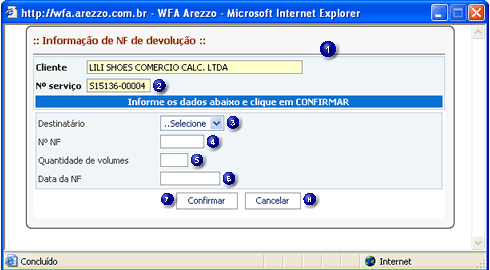 http://wfa.arezzo.com.br - WFA Arezzo - Microsoft Internet Explorer
:: Informação de NF de devolução ::
1
Cliente LILI SHOES COMERCIO CALC. LTDA
Nº serviço 515136-00004 2
Informe os dados abaixo e clique em CONFIRMAR
Destinatário ..Selecione 3
Nº NF 4
Quantidade de volumes 5
Data da NF 6
7 Confirmar Cancelar 8
Concluído Internet